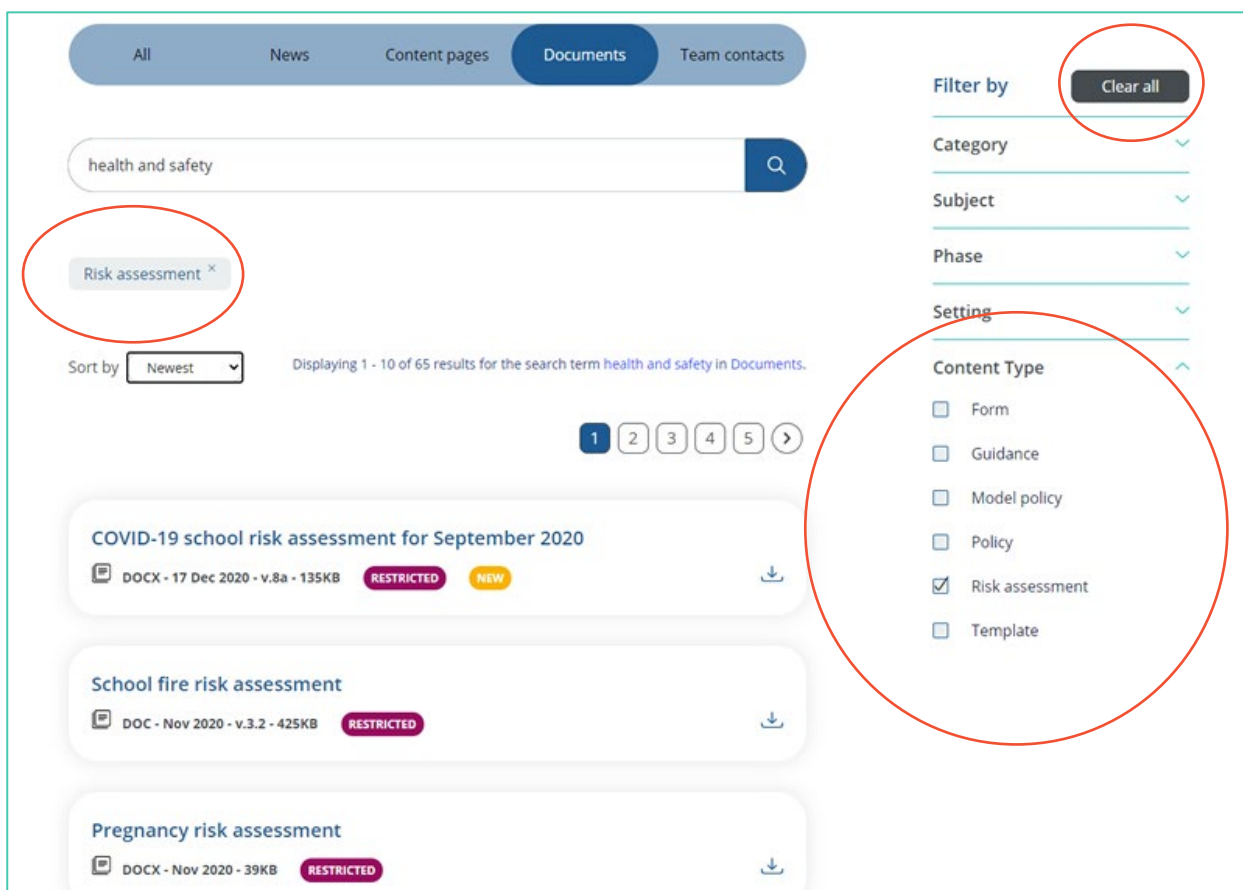 All News Content pages Documents Team contacts
Filter by Clear all
Category
health and safety
Subject
Phase
Risk assessment ×
Setting
Sort by Newest Displaying 1 - 10 of 65 results for the search term health and safety in Documents.
Content Type
Form
1 2 3 4 5
Guidance
Model policy
Policy
Risk assessment
Template
COVID-19 school risk assessment for September 2020
DOCX - 17 Dec 2020 - v.8a - 135KB RESTRICTED NEW
School fire risk assessment
DOC - Nov 2020 - v.3.2 - 425KB RESTRICTED
Pregnancy risk assessment
DOCX - Nov 2020 - 39KB RESTRICTED